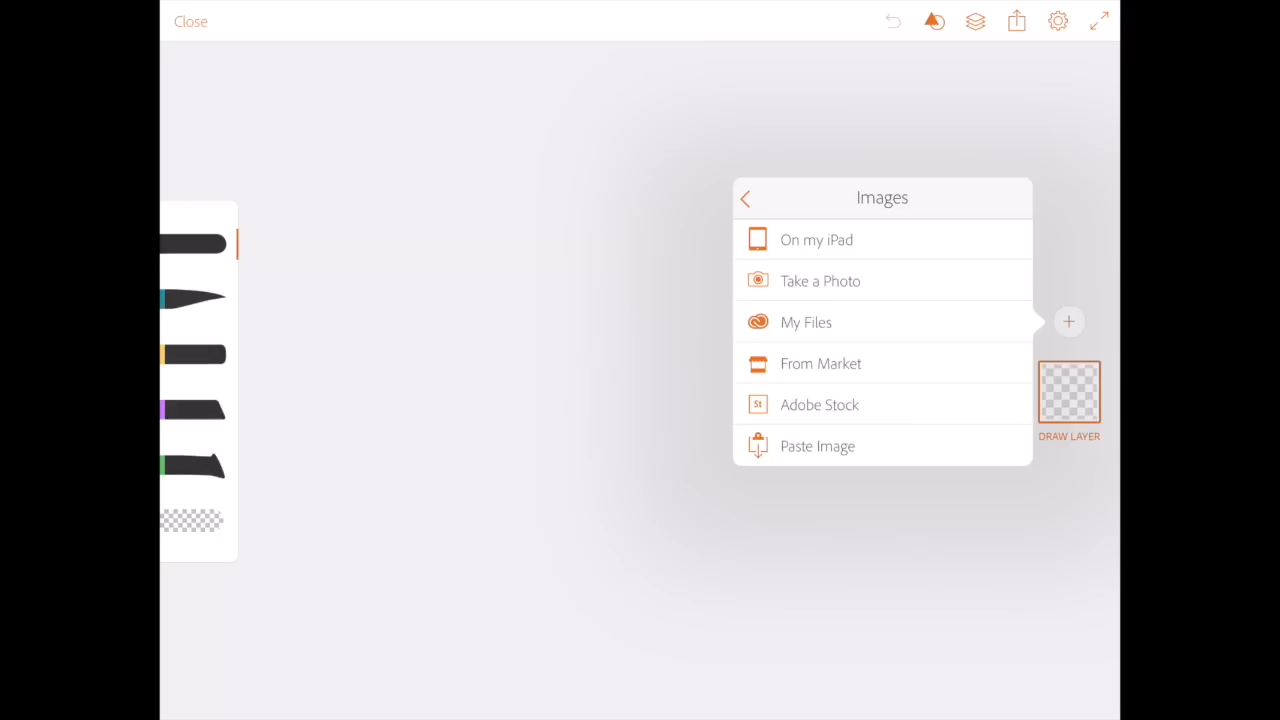 Close
Images
On my iPad
Take a Photo
My Files
From Market
St Adobe Stock
Paste Image
DRAW LAYER